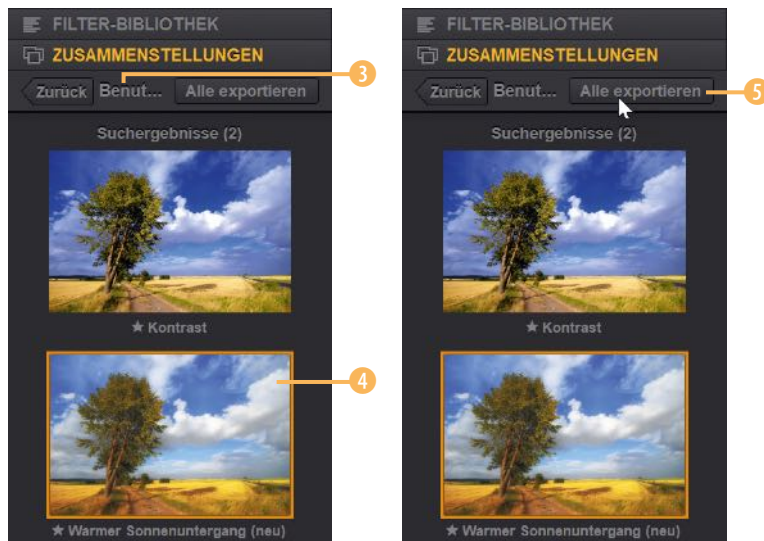 FILTER-BIBLIOTHEK
ZUSAMMENSTELLUNGEN
Zurück Benut... Alle exportieren
Suchergebnisse (2)
★ Kontrast
★ Warmer Sonnenuntergang (neu)
3
4
FILTER-BIBLIOTHEK
ZUSAMMENSTELLUNGEN
Zurück Benut... Alle exportieren
Suchergebnisse (2)
★ Kontrast
★ Warmer Sonnenuntergang (neu)
5